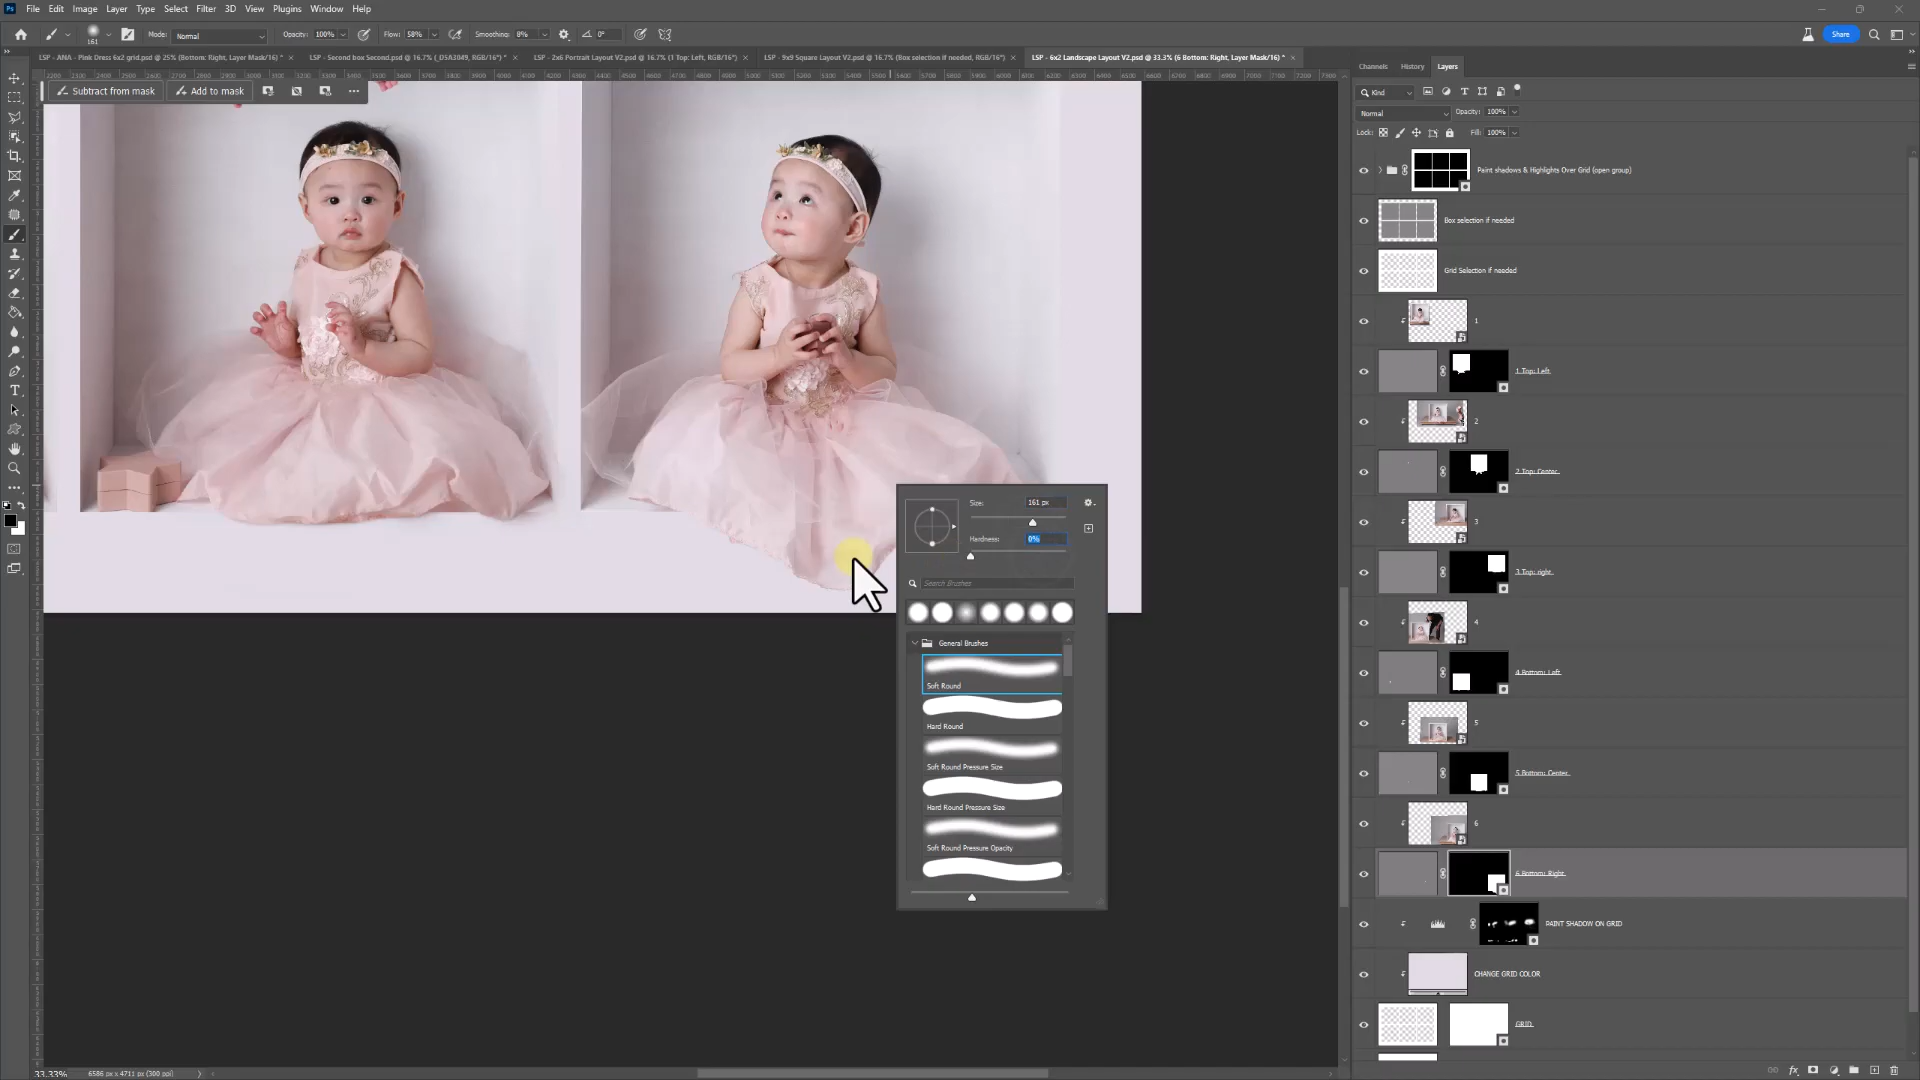 Ps File Edit Image Layer Type Select Filter 3D View Plugins Window Help
161 Mode: Normal Opacity: 100% Flow: 58% Smoothing: 8% 0° Share
LSP - ANA - Pink Dress 6x2 grid.psd @ 25% (Bottom: Right, Layer Mask/16) *
LSP - Second box Second.psd @ 16.7% (_DSA3049, RGB/16) *
LSP - 2x6 Portrait Layout V2.psd @ 16.7% (1 Top: Left, RGB/16*)
LSP - 9x9 Square Layout V2.psd @ 16.7% (Box selection if needed, RGB/16*)
LSP - 6x2 Landscape Layout V2.psd @ 33.3% (6 Bottom: Right, Layer Mask/16) *
Subtract from mask Add to mask
Size: 161 px
Hardness: 0%
Search Brushes
General Brushes
Soft Round
Hard Round
Soft Round Pressure Size
Hard Round Pressure Size
Soft Round Pressure Opacity
Channels History Layers
Kind
Normal Opacity: 100%
Lock: Fill: 100%
Paint shadows & Highlights Over Grid (open group)
Box selection if needed
Grid Selection if needed
1
1 Top: Left
2
2 Top: Center
3
3 Top: right
4
4 Bottom: Left
5
5 Bottom: Center
6
6 Bottom: Right
PAINT SHADOW ON GRID
CHANGE GRID COLOR
GRID
33.33% 6586 px x 4711 px (300 ppi)